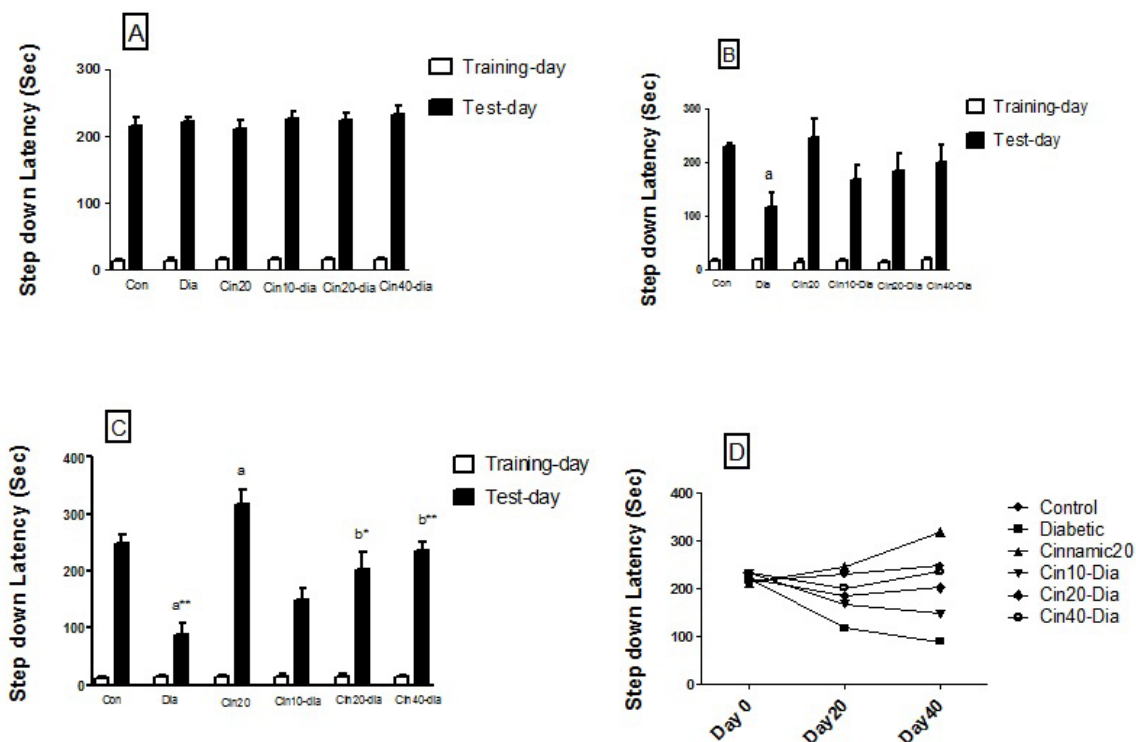 A
Step down Latency (Sec)
300
200
100
0
Con Dia Cin20 Cin10-dia Cin20-dia Cin40-dia
Training-day
Test-day
B
Step down Latency (Sec)
300
200
100
0
a
Con Dia Cin20 Cin10-Dia Cin20-Dia Cin40-Dia
Training-day
Test-day
C
Step down Latency (Sec)
400
300
200
100
0
a**
a
b*
b**
Con Dia Cin20 Cin10-dia Cin20-dia Cin40-dia
Training-day
Test-day
D
Step down Latency (Sec)
400
300
200
100
0
Day 0
Day 20
Day 40
Control
Diabetic
Cinnamic20
Cin10-Dia
Cin20-Dia
Cin40-Dia